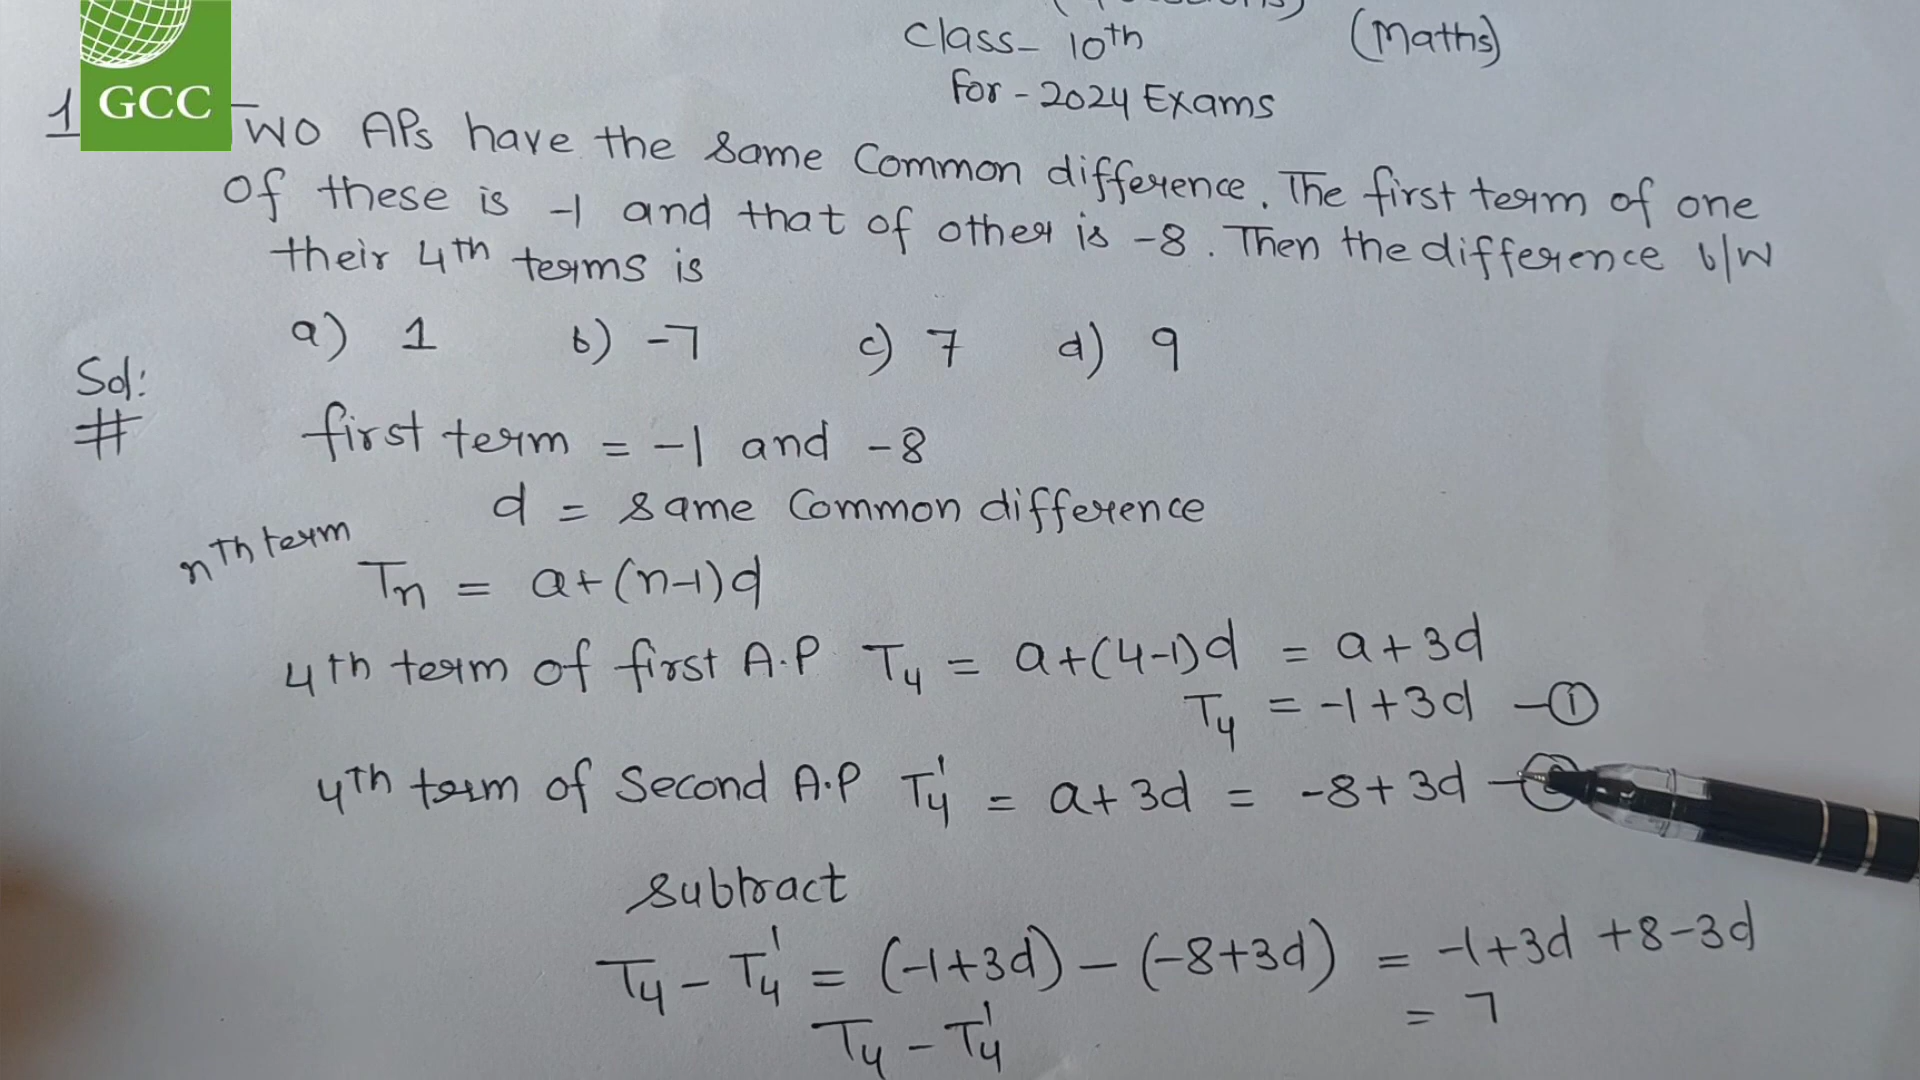 Class- 10th (Maths)
For - 2024 Exams
GCC
1 Two APs have the same Common difference. The first term of one
of these is -1 and that of other is -8. Then the difference b/w
their 4th terms is
a) 1 b) -7 c) 7 d) 9
Sol:
#
first term = -1 and -8
d = same Common difference
nth term
Tn = a+(n-1)d
4th term of first A.P T4 = a+(4-1)d = a+3d
T4 = -1+3d -①
4th term of Second A.P T4' = a+3d = -8+3d -
subtract
T4 - T4' = (-1+3d) - (-8+3d) = -1+3d +8-3d
= 7
T4 - T4'